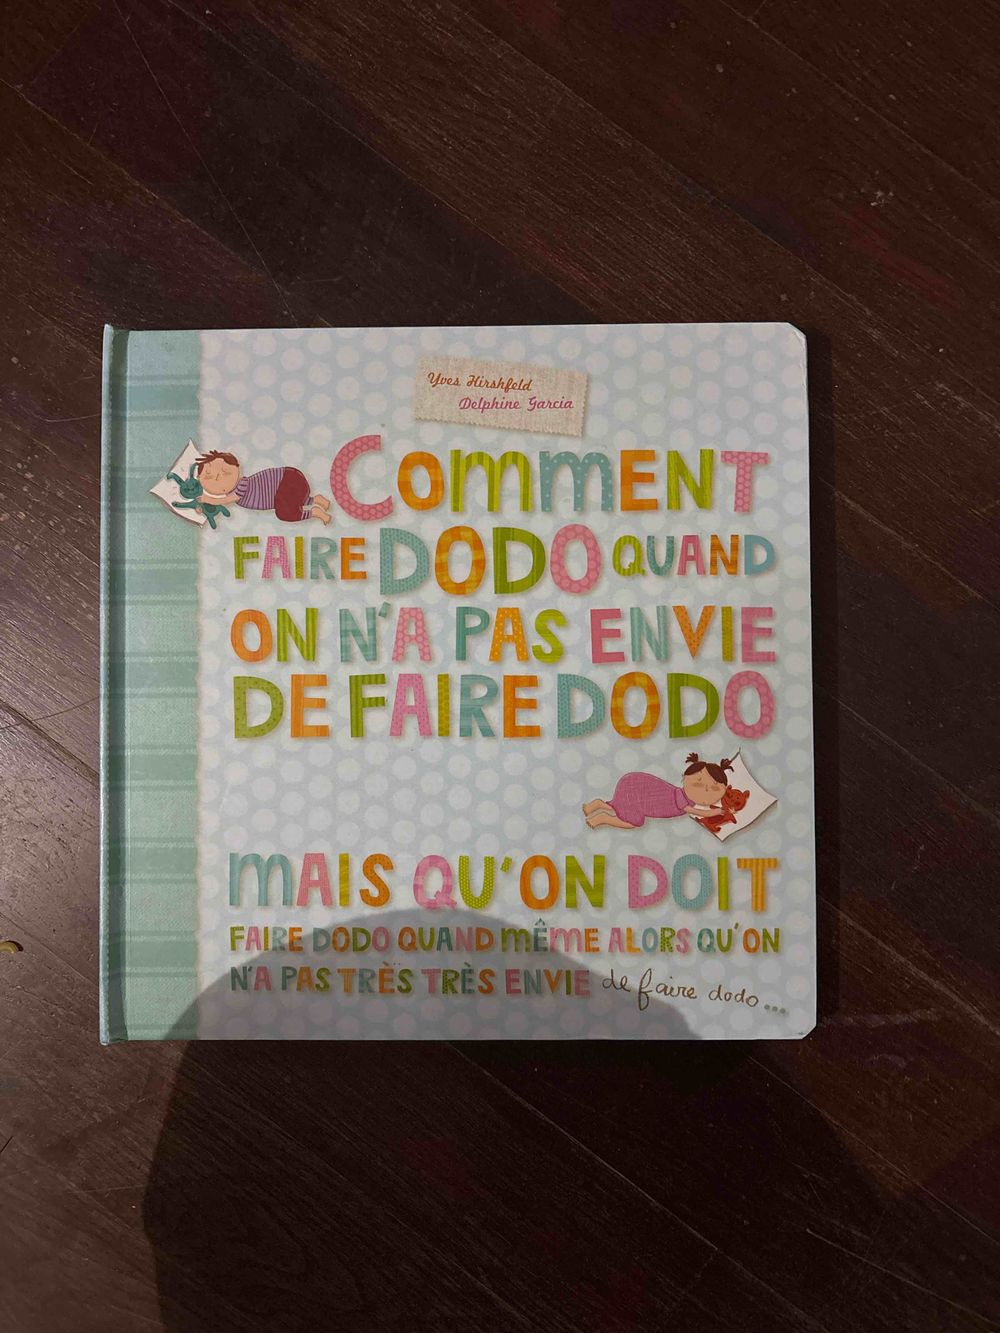 Yves Hirshfeld
Delphine Garcia
COMMENT
FAIRE DODO QUAND
ON N'A PAS ENVIE
DE FAIRE DODO
MAIS QU'ON DOIT
FAIRE DODO QUAND MÊME ALORS QU'ON
N'A PAS TRÈS TRÈS ENVIE de faire dodo...